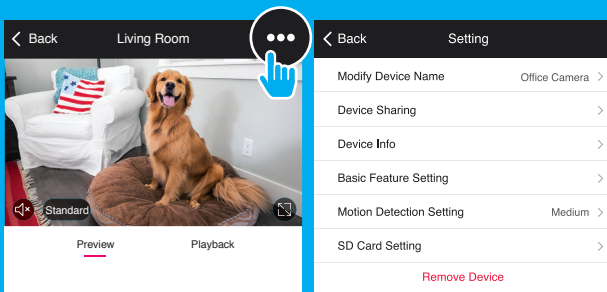 Back
Living Room
Standard
Preview
Playback
Back
Setting
Modify Device Name
Office Camera
Device Sharing
Device Info
Basic Feature Setting
Motion Detection Setting
Medium
SD Card Setting
Remove Device